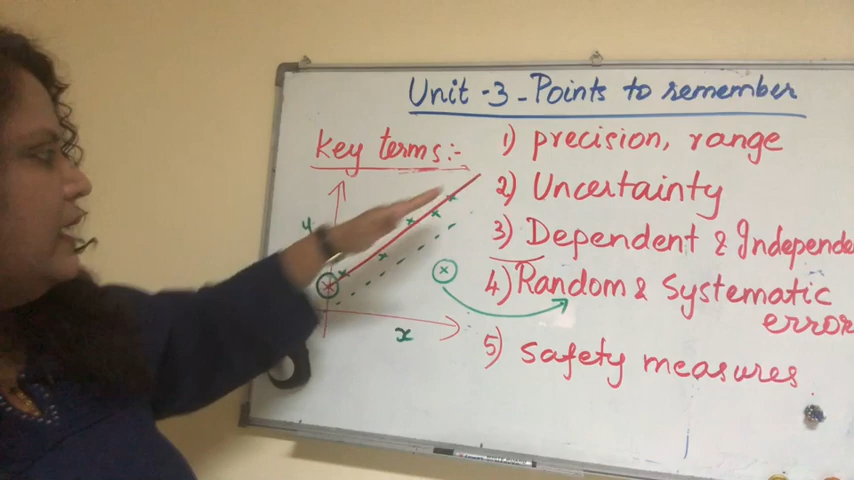 Unit -3 - Points to remember
key terms:-
1) precision, range
2) Uncertainty
3) Dependent & Independe
4) Random & Systematic
error
5) safety measures
y
x